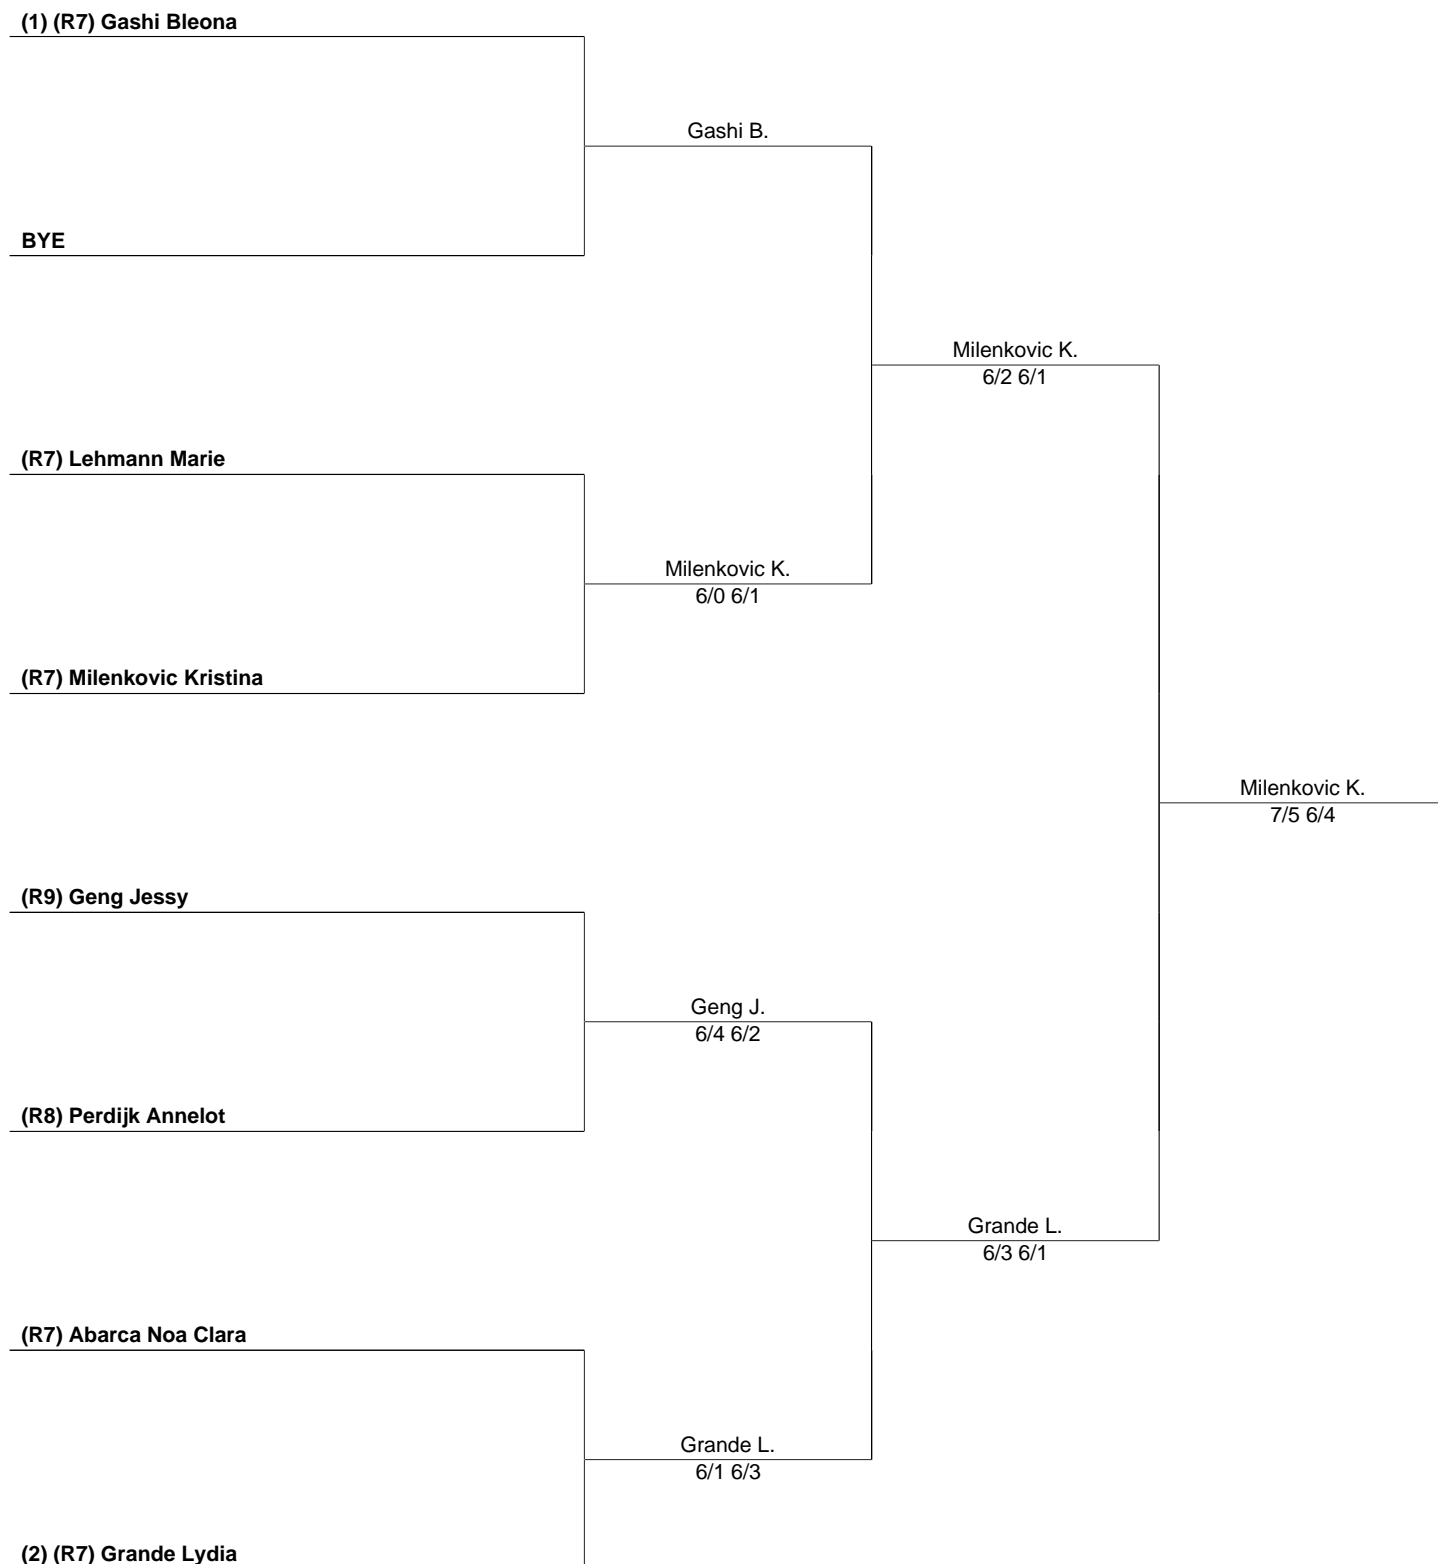 (1) (R7) Gashi Bleona
Gashi B.
BYE
Milenkovic K.
6/2 6/1
(R7) Lehmann Marie
Milenkovic K.
6/0 6/1
(R7) Milenkovic Kristina
Milenkovic K.
7/5 6/4
(R9) Geng Jessy
Geng J.
6/4 6/2
(R8) Perdijk Annelot
Grande L.
6/3 6/1
(R7) Abarca Noa Clara
Grande L.
6/1 6/3
(2) (R7) Grande Lydia